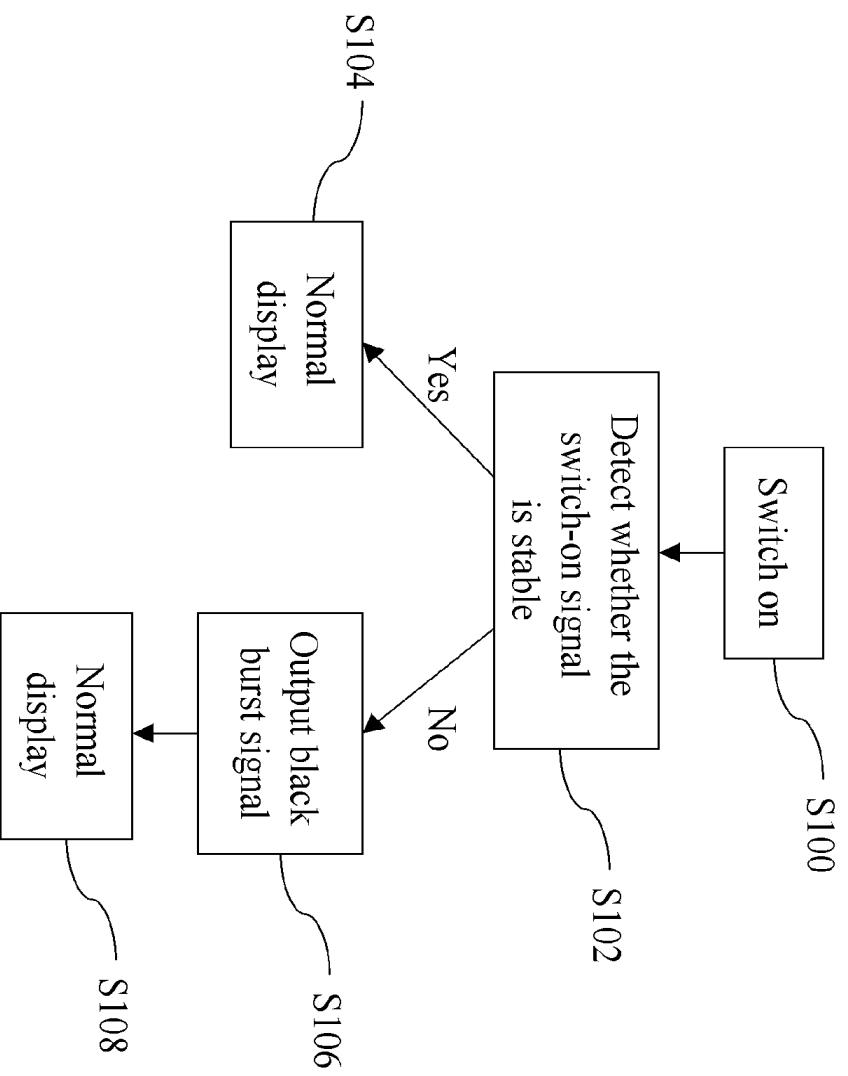 Switch on
S100
Detect whether the
switch-on signal
is stable
S102
Yes
No
S104
Normal
display
Output black
burst signal
S106
Normal
display
S108